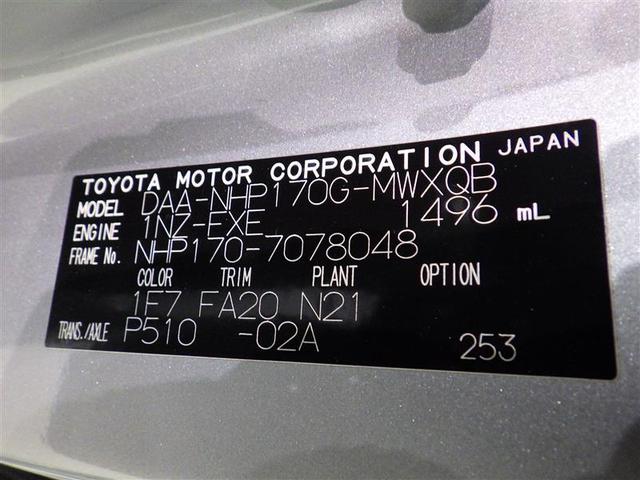 TOYOTA MOTOR CORPORATION JAPAN
MODEL DAA-NHP170G-MWXQB
ENGINE 1NZ-EXE 1496 mL
FRAME No. NHP170-7078048
COLOR TRIM PLANT OPTION
1F7 FA20 N21
TRANS./AXLE P510 -02A 253